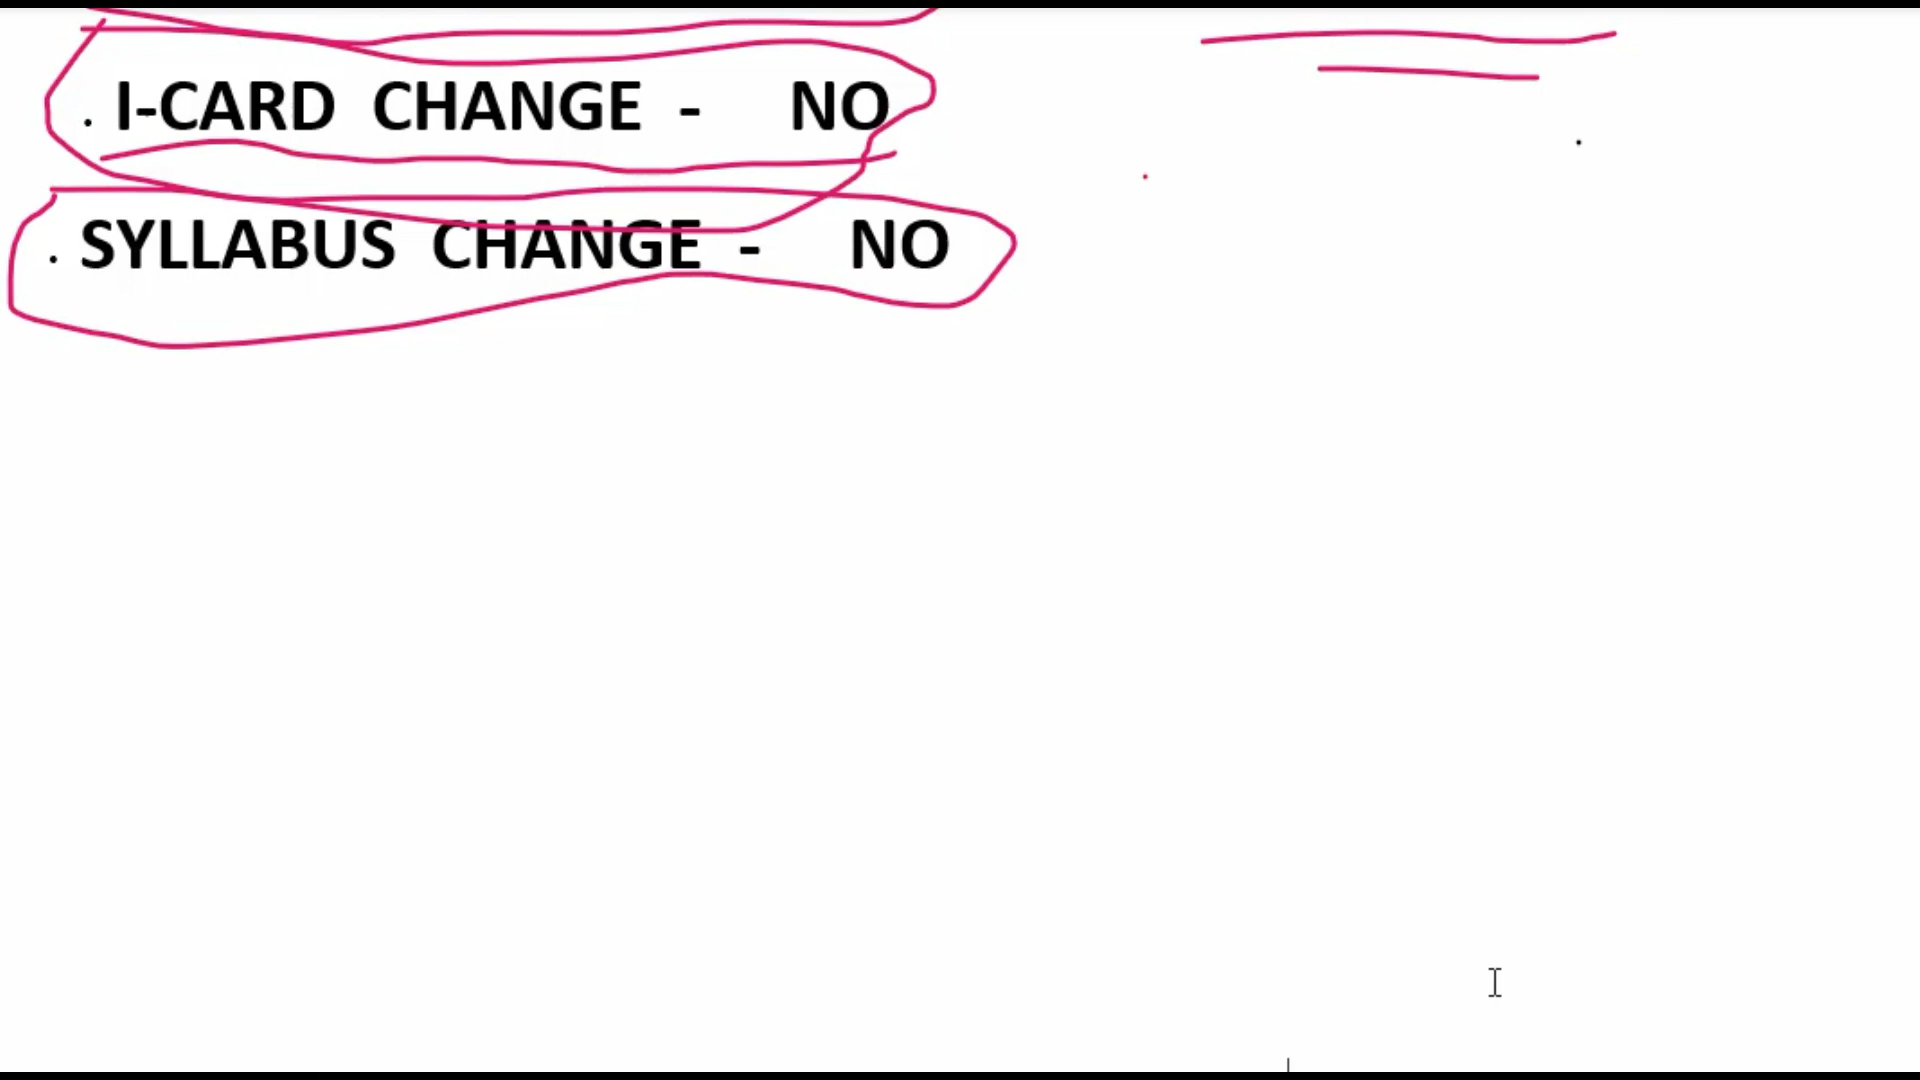 . I-CARD CHANGE - NO
. SYLLABUS CHANGE - NO